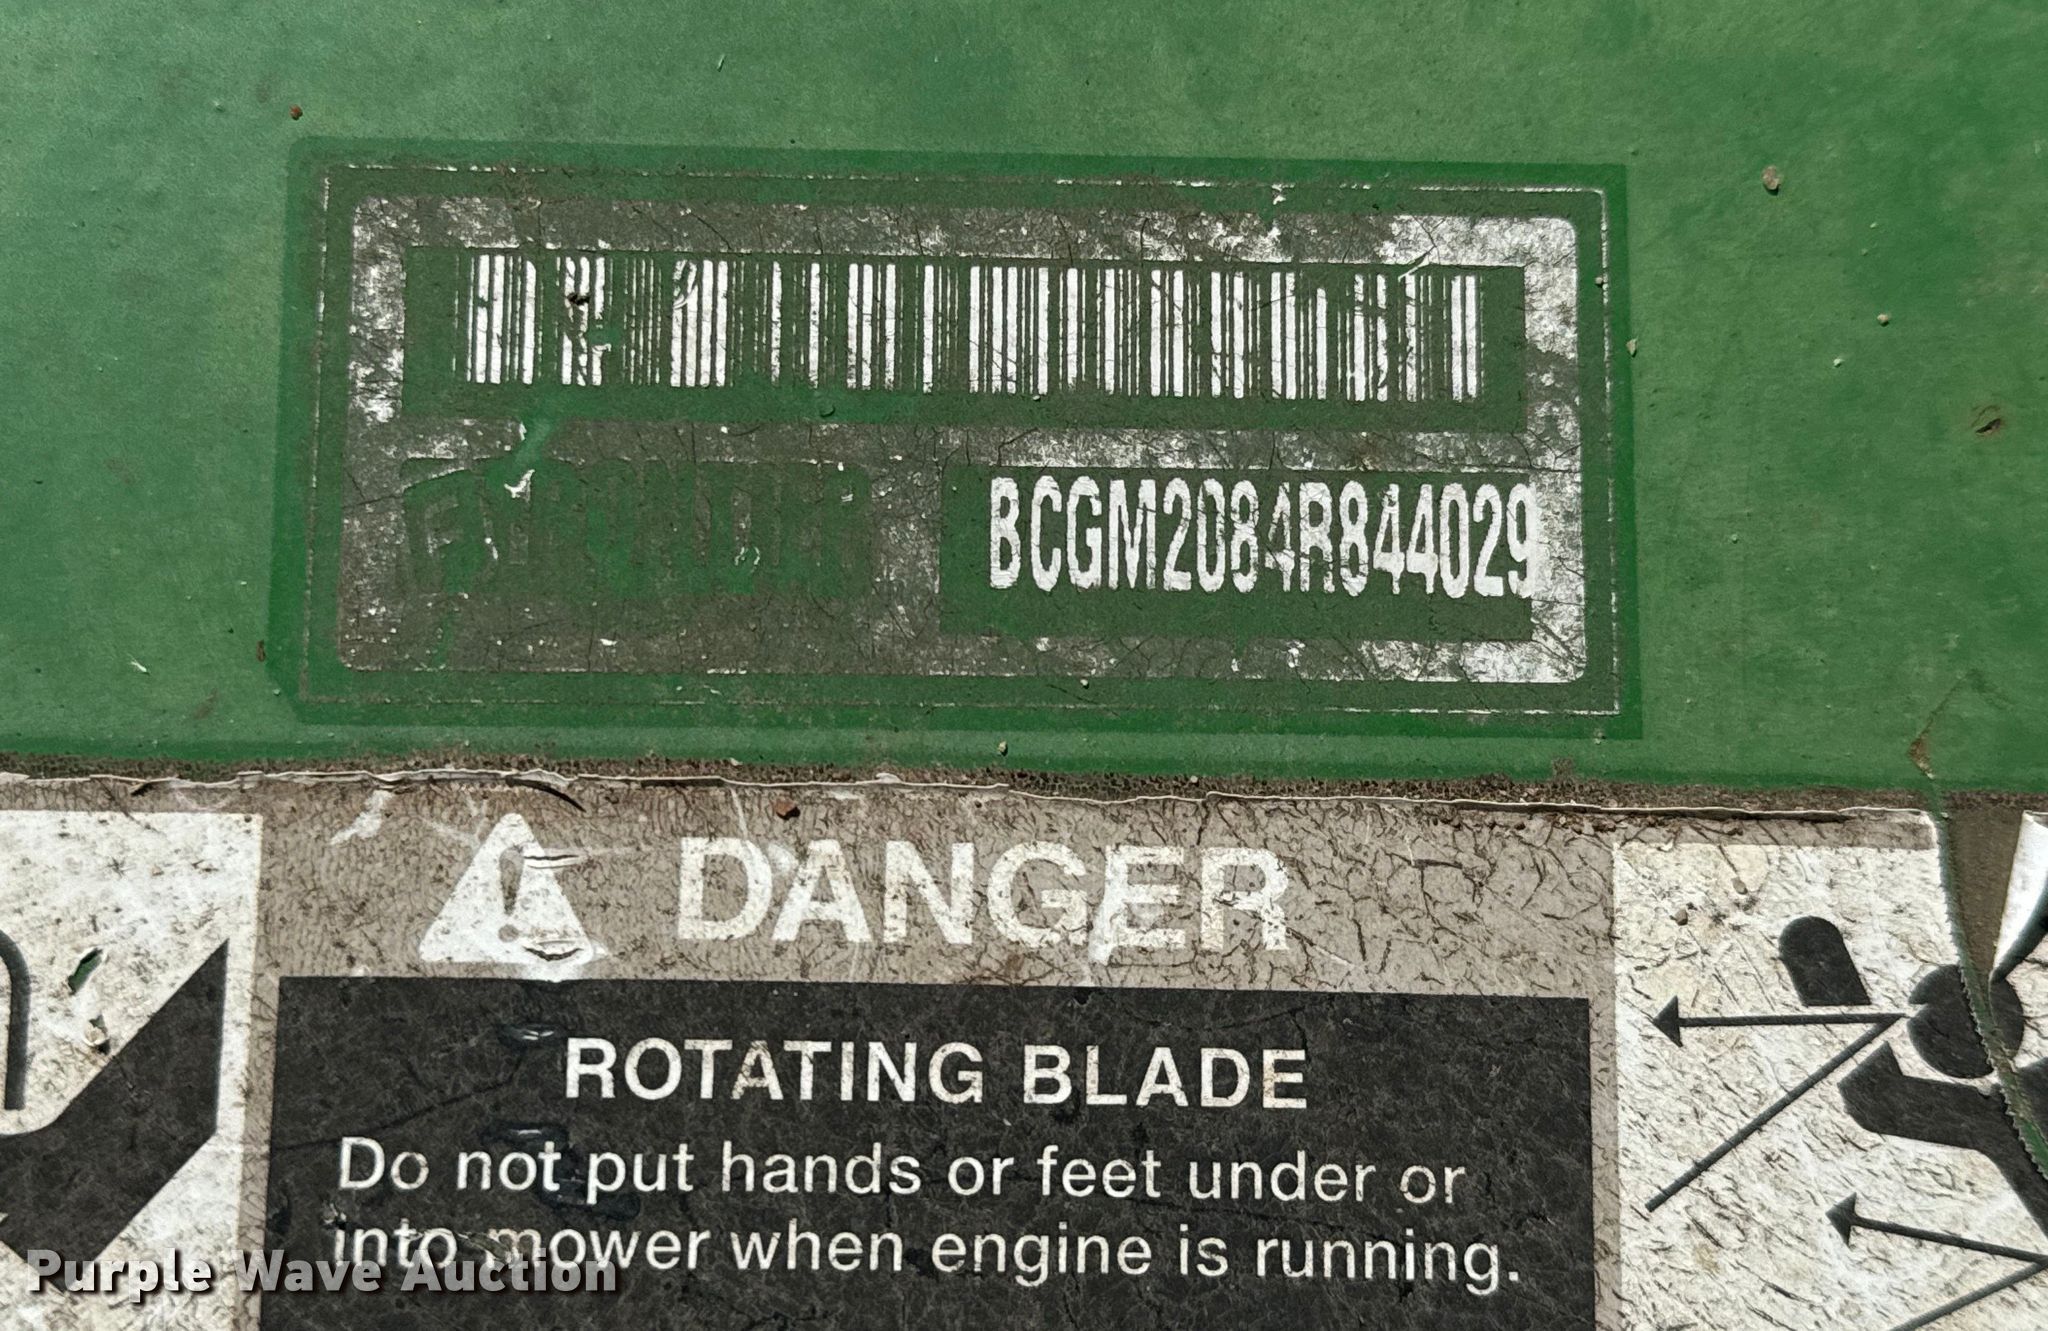 BCGM2084R844029
DANGER
ROTATING BLADE
Do not put hands or feet under or
into mower when engine is running.
Purple Wave Auction